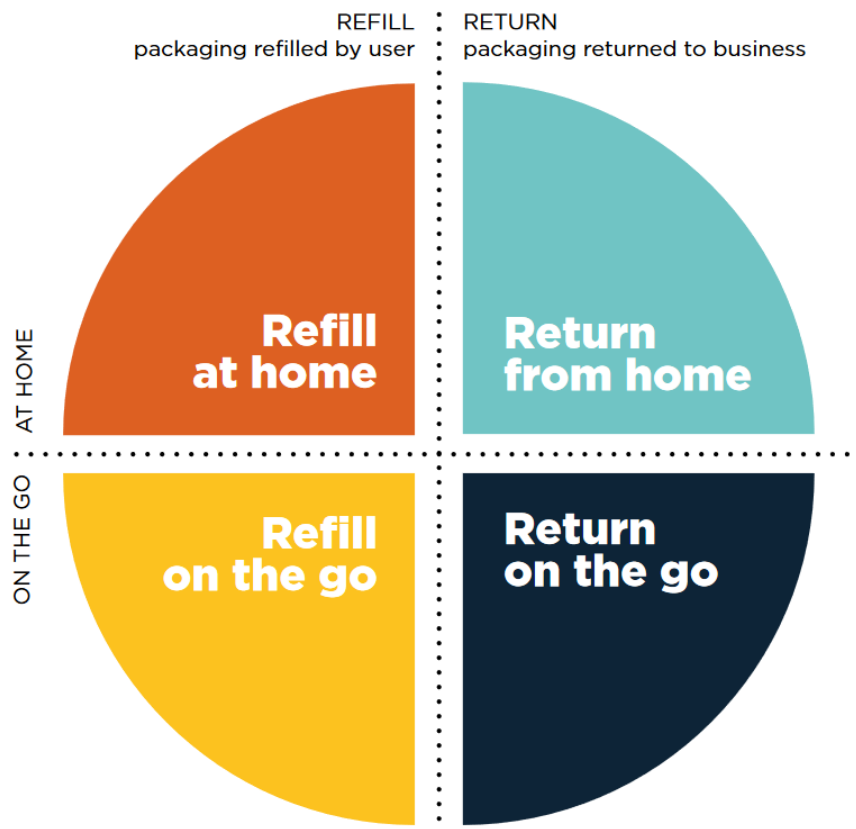 REFILL
packaging refilled by user
RETURN
packaging returned to business
AT HOME
Refill
at home
Return
from home
ON THE GO
Refill
on the go
Return
on the go